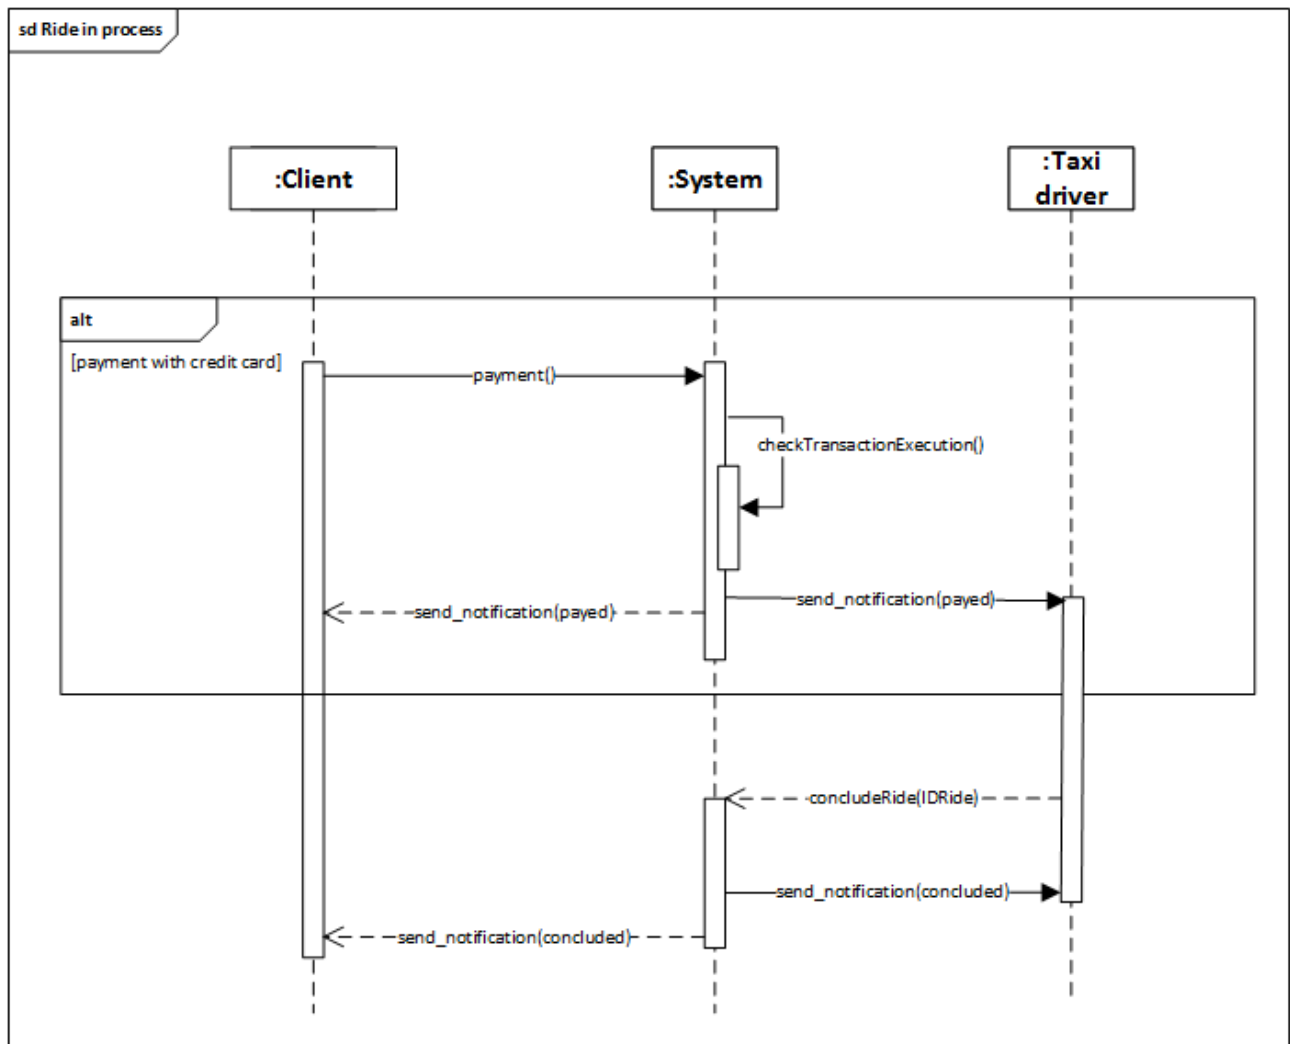 sd Ride in process
:Client
:System
:Taxi
driver
alt
[payment with credit card]
payment()
checkTransactionExecution()
send_notification(payed)
send_notification(payed)
concludeRide(IDRide)
send_notification(concluded)
send_notification(concluded)